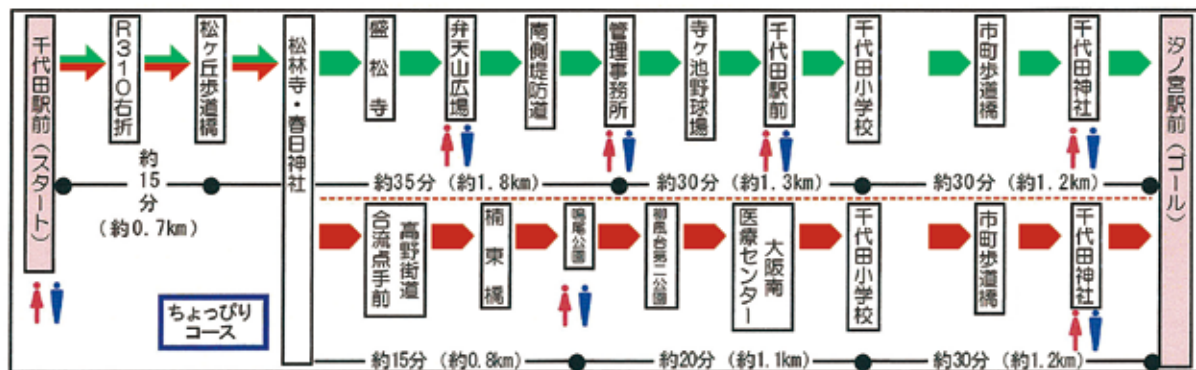 千代田駅前(スタート)
R310右折
松ヶ丘歩道橋
松林寺・春日神社
盛松寺
弁天山広場
南側堤防道
管理事務所
寺ヶ池野球場
千代田駅前
千代田小学校
市町歩道橋
千代田神社
汐ノ宮駅前(ゴール)
約15分
(約0.7km)
約35分(約1.8km)
約30分(約1.3km)
約30分(約1.2km)
高野街道
合流点手前
楠東橋
鳴尾公園
御風台第二公園
大阪南
医療センター
千代田小学校
市町歩道橋
千代田神社
ちょっぴり
コース
約15分(約0.8km)
約20分(約1.1km)
約30分(約1.2km)